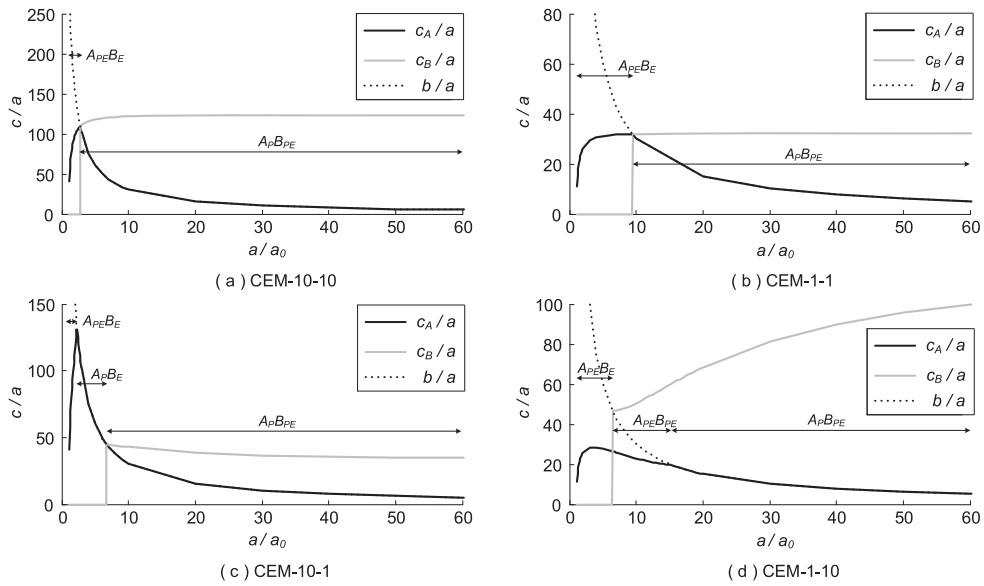 250
200
150
100
50
0
c / a
A_PE B_E
A_P B_PE
c_A / a
c_B / a
b / a
0 10 20 30 40 50 60
a / a_0
( a ) CEM-10-10
80
60
40
20
0
c / a
A_PE B_E
A_P B_PE
c_A / a
c_B / a
b / a
0 10 20 30 40 50 60
a / a_0
( b ) CEM-1-1
150
100
50
0
c / a
A_PE B_E
A_P B_E
A_P B_PE
c_A / a
c_B / a
b / a
0 10 20 30 40 50 60
a / a_0
( c ) CEM-10-1
100
80
60
40
20
0
c / a
A_PE B_E
A_PE B_PE
A_P B_PE
c_A / a
c_B / a
b / a
0 10 20 30 40 50 60
a / a_0
( d ) CEM-1-10